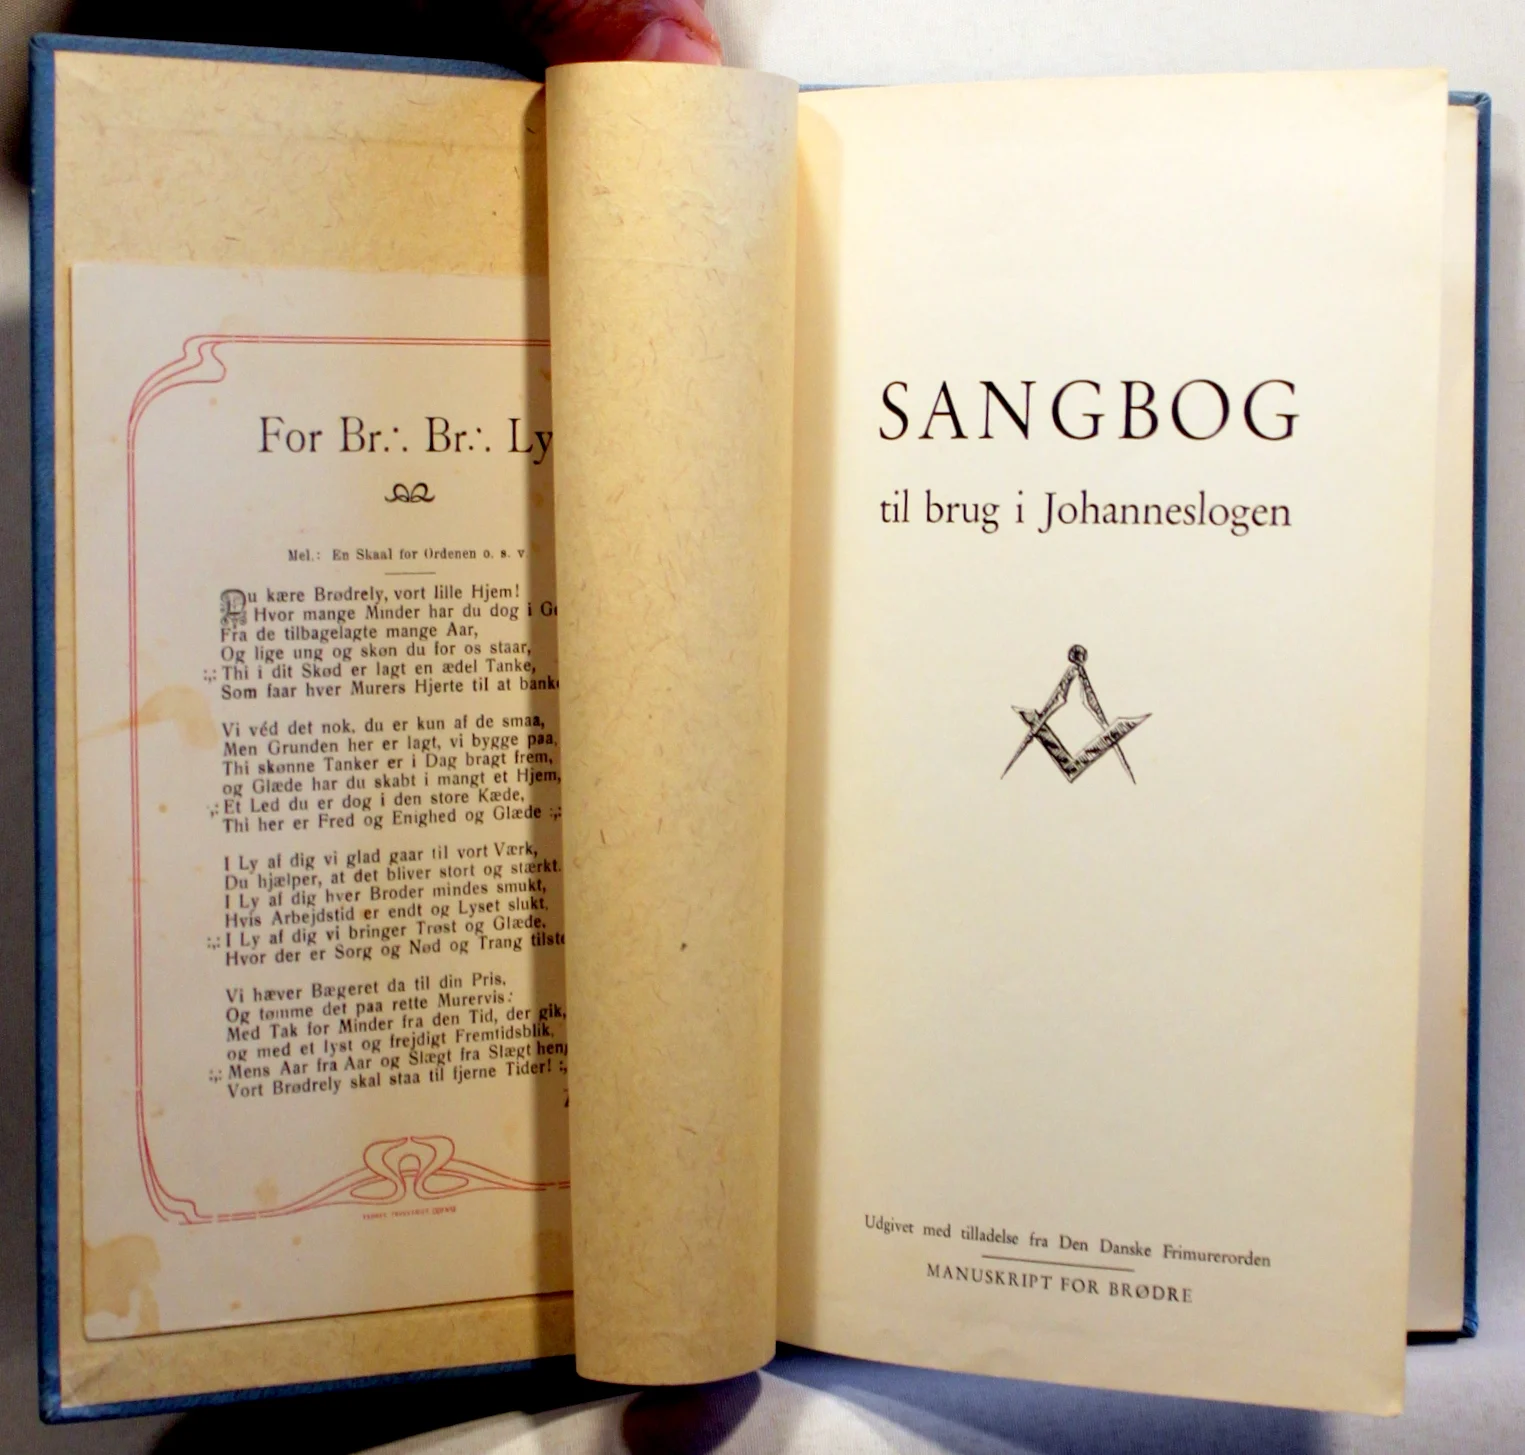 For Br∴ Br∴ Ly
Mel.: En Skaal for Ordenen o. s. v.
Du kære Brødrely, vort lille Hjem!
Hvor mange Minder har du dog i
Fra de tilbagelagte mange Aar,
Og lige ung og skøn du for os staar,
:,: Thi i dit Skød er lagt en ædel Tanke,
Som faar hver Murers Hjerte til at
Vi véd det nok, du er kun af de smaa,
Men Grunden her er lagt, vi bygge paa,
Thi skønne Tanker er i Dag bragt frem,
og Glæde har du skabt i mangt et Hjem,
:,: Et Led du er dog i den store Kæde,
Thi her er Fred og Enighed og Glæde :,:
I Ly af dig vi glad gaar til vort Værk,
Du hjælper, at det bliver stort og stærkt.
I Ly af dig hver Broder mindes smukt,
Hvis Arbejdstid er endt og Lyset slukt,
:,: I Ly af dig vi bringer Trøst og Glæde,
Hvor der er Sorg og Nød og Trang
Vi hæver Bægeret da til din Pris,
Og tømme det paa rette Murervis:
Med Tak for Minder fra den Tid, der gik,
og med et lyst og frejdigt Fremtidsblik,
:,: Mens Aar fra Aar og Slægt fra Slægt
Vort Brødrely skal staa til fjerne Tider! :,:
SANGBOG
til brug i Johanneslogen
Udgivet med tilladelse fra Den Danske Frimurerorden
MANUSKRIPT FOR BRØDRE